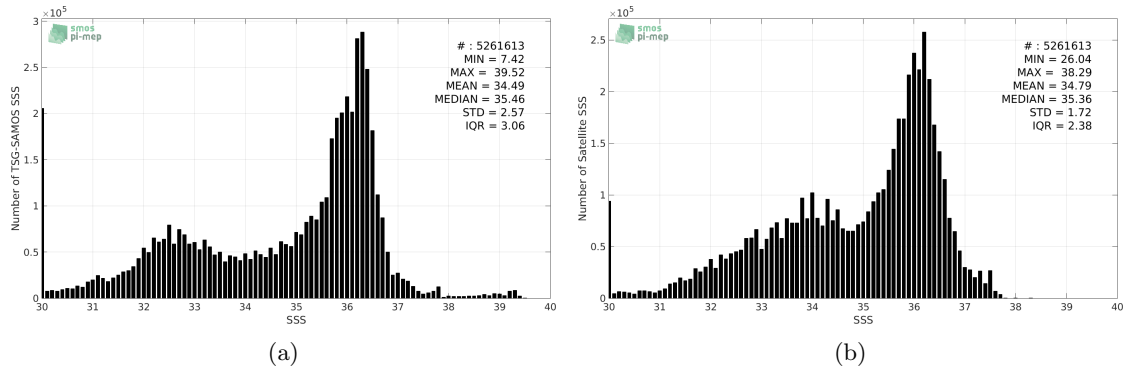 ×10^5
smos
pi-mep
# : 5261613
MIN = 7.42
MAX = 39.52
MEAN = 34.49
MEDIAN = 35.46
STD = 2.57
IQR = 3.06
Number of TSG-SAMOS SSS
3
2.5
2
1.5
1
0.5
0
30 31 32 33 34 35 36 37 38 39 40
SSS
(a)
×10^5
smos
pi-mep
# : 5261613
MIN = 26.04
MAX = 38.29
MEAN = 34.79
MEDIAN = 35.36
STD = 1.72
IQR = 2.38
Number of Satellite SSS
2.5
2
1.5
1
0.5
0
30 31 32 33 34 35 36 37 38 39 40
SSS
(b)